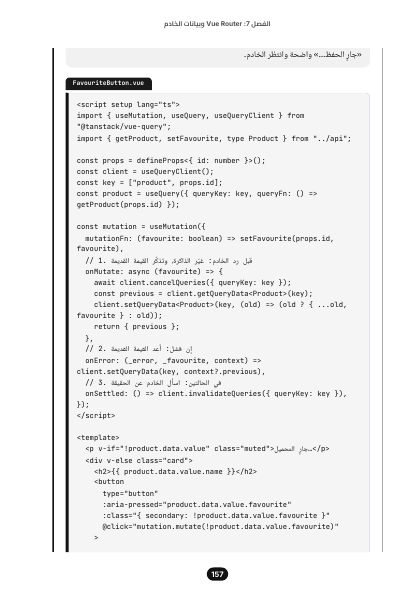 الفصل 7: Vue Router وبيانات الخادم
«جارٍ الحفظ...» واضحة وانتظر الخادم.
FavouriteButton.vue
<script setup lang="ts">
import { useMutation, useQuery, useQueryClient } from
"@tanstack/vue-query";
import { getProduct, setFavourite, type Product } from "../api";
const props = defineProps<{ id: number }>();
const client = useQueryClient();
const key = ["product", props.id];
const product = useQuery({ queryKey: key, queryFn: () =>
getProduct(props.id) });
const mutation = useMutation({
mutationFn: (favourite: boolean) => setFavourite(props.id,
favourite),
// 1. قبل رد الخادم: غيّر الذاكرة، وتذكّر القيمة القديمة
onMutate: async (favourite) => {
await client.cancelQueries({ queryKey: key });
const previous = client.getQueryData<Product>(key);
client.setQueryData<Product>(key, (old) => (old ? { ...old,
favourite } : old));
return { previous };
},
// 2. إن فشل: أعد القيمة القديمة
onError: (_error, _favourite, context) =>
client.setQueryData(key, context?.previous),
// 3. في الحالتين: اسأل الخادم عن الحقيقة
onSettled: () => client.invalidateQueries({ queryKey: key }),
});
</script>
<template>
<p v-if="!product.data.value" class="muted">جارٍ التحميل…</p>
<div v-else class="card">
<h2>{{ product.data.value.name }}</h2>
<button
type="button"
:aria-pressed="product.data.value.favourite"
:class="{ secondary: !product.data.value.favourite }"
@click="mutation.mutate(!product.data.value.favourite)"
>
157